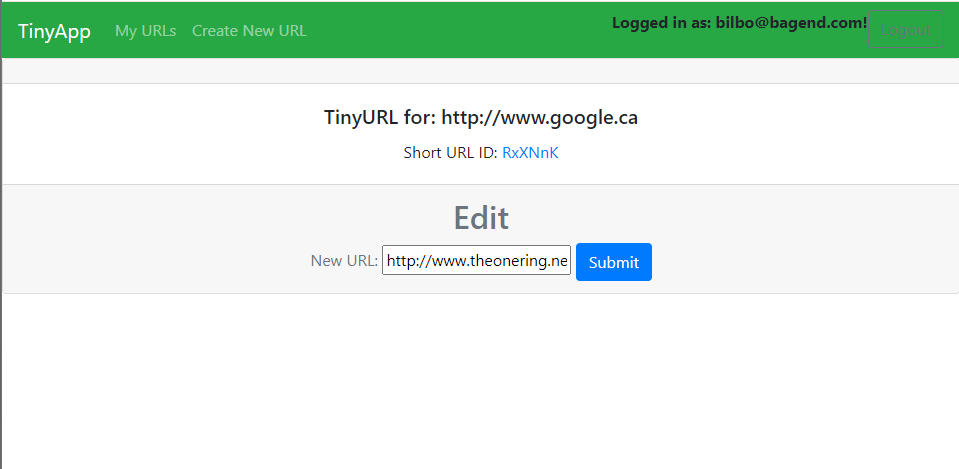 TinyApp My URLs Create New URL Logged in as: bilbo@bagend.com! Logout
TinyURL for: http://www.google.ca
Short URL ID: RxXNnK
Edit
New URL: http://www.theonering.ne Submit